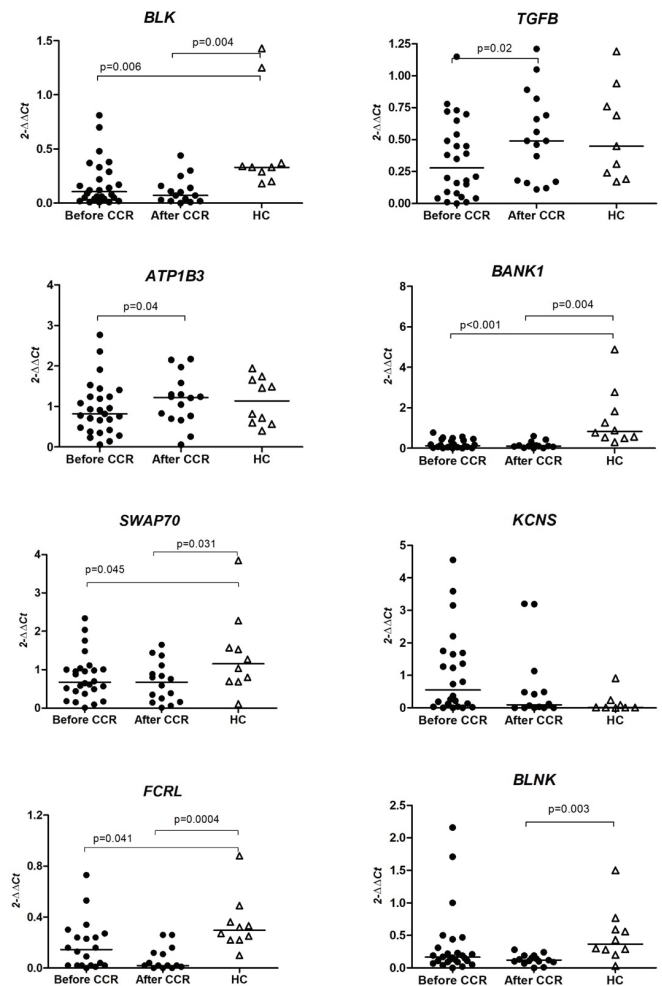 BLK
2-ΔΔCt
1.5
1.0
0.5
0.0
p=0.004
p=0.006
Before CCR After CCR HC
TGFB
2-ΔΔCt
1.25
1.00
0.75
0.50
0.25
0.00
p=0.02
Before CCR After CCR HC
ATP1B3
2-ΔΔCt
4
3
2
1
0
p=0.04
Before CCR After CCR HC
BANK1
2-ΔΔCt
8
6
4
2
0
p=0.004
p<0.001
Before CCR After CCR HC
SWAP70
2-ΔΔCt
4
3
2
1
0
p=0.031
p=0.045
Before CCR After CCR HC
KCNS
2-ΔΔCt
5
4
3
2
1
0
Before CCR After CCR HC
FCRL
2-ΔΔCt
1.2
0.8
0.4
0.0
p=0.0004
p=0.041
Before CCR After CCR HC
BLNK
2-ΔΔCt
2.5
2.0
1.5
1.0
0.5
0.0
p=0.003
Before CCR After CCR HC